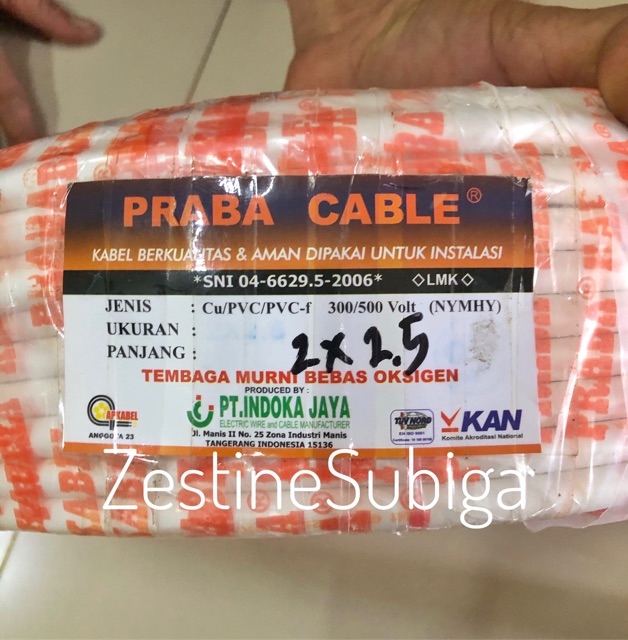 PRABA CABLE®
KABEL BERKUALITAS & AMAN DIPAKAI UNTUK INSTALASI
*SNI 04-6629.5-2006* ◇LMK◇
JENIS : Cu/PVC/PVC-f 300/500 Volt (NYMHY)
UKURAN :
PANJANG :
2 x 2.5
TEMBAGA MURNI BEBAS OKSIGEN
PRODUCED BY :
PT.INDOKA JAYA
ELECTRIC WIRE and CABLE MANUFACTURER
Jl. Manis II No. 25 Zona Industri Manis
TANGERANG INDONESIA 15136
APKABEL
ANGGOTA 23
TUV NORD
KAN
Komite Akreditasi Nasional
ZestineSubiga